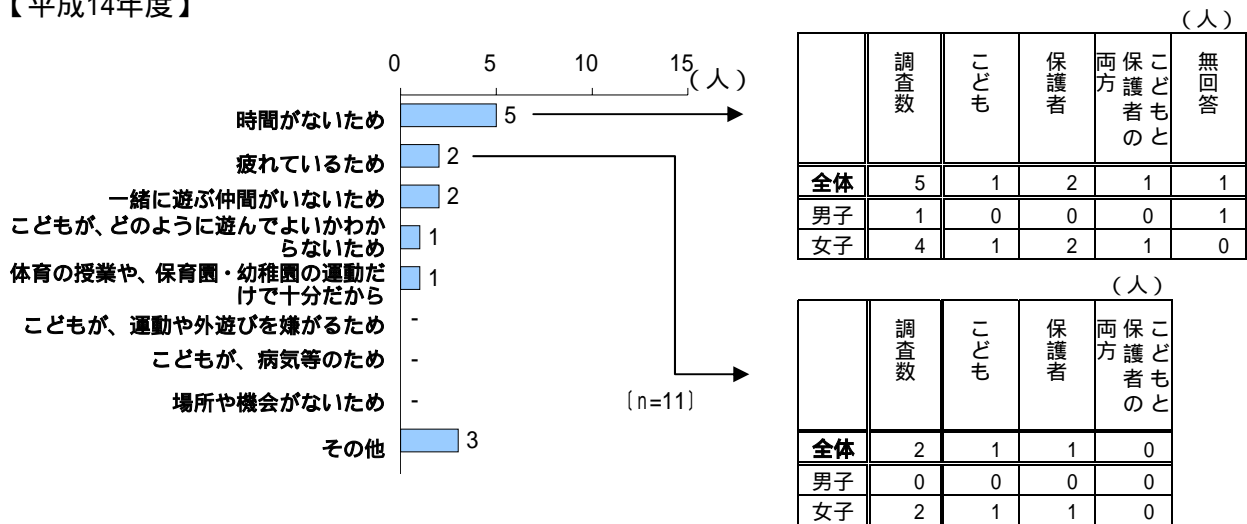 【平成14年度】
0 5 10 15(人)
時間がないため 5
疲れているため 2
一緒に遊ぶ仲間がいないため 2
こどもが、どのように遊んでよいかわか
らないため 1
体育の授業や、保育園・幼稚園の運動だ
けで十分だから 1
こどもが、運動や外遊びを嫌がるため -
こどもが、病気等のため -
場所や機会がないため -
その他 3
〔n=11〕
(人)
調査数 こども 保護者 こどもと保護者の両方 無回答
全体 5 1 2 1 1
男子 1 0 0 0 1
女子 4 1 2 1 0
(人)
調査数 こども 保護者 こどもと保護者の両方
全体 2 1 1 0
男子 0 0 0 0
女子 2 1 1 0